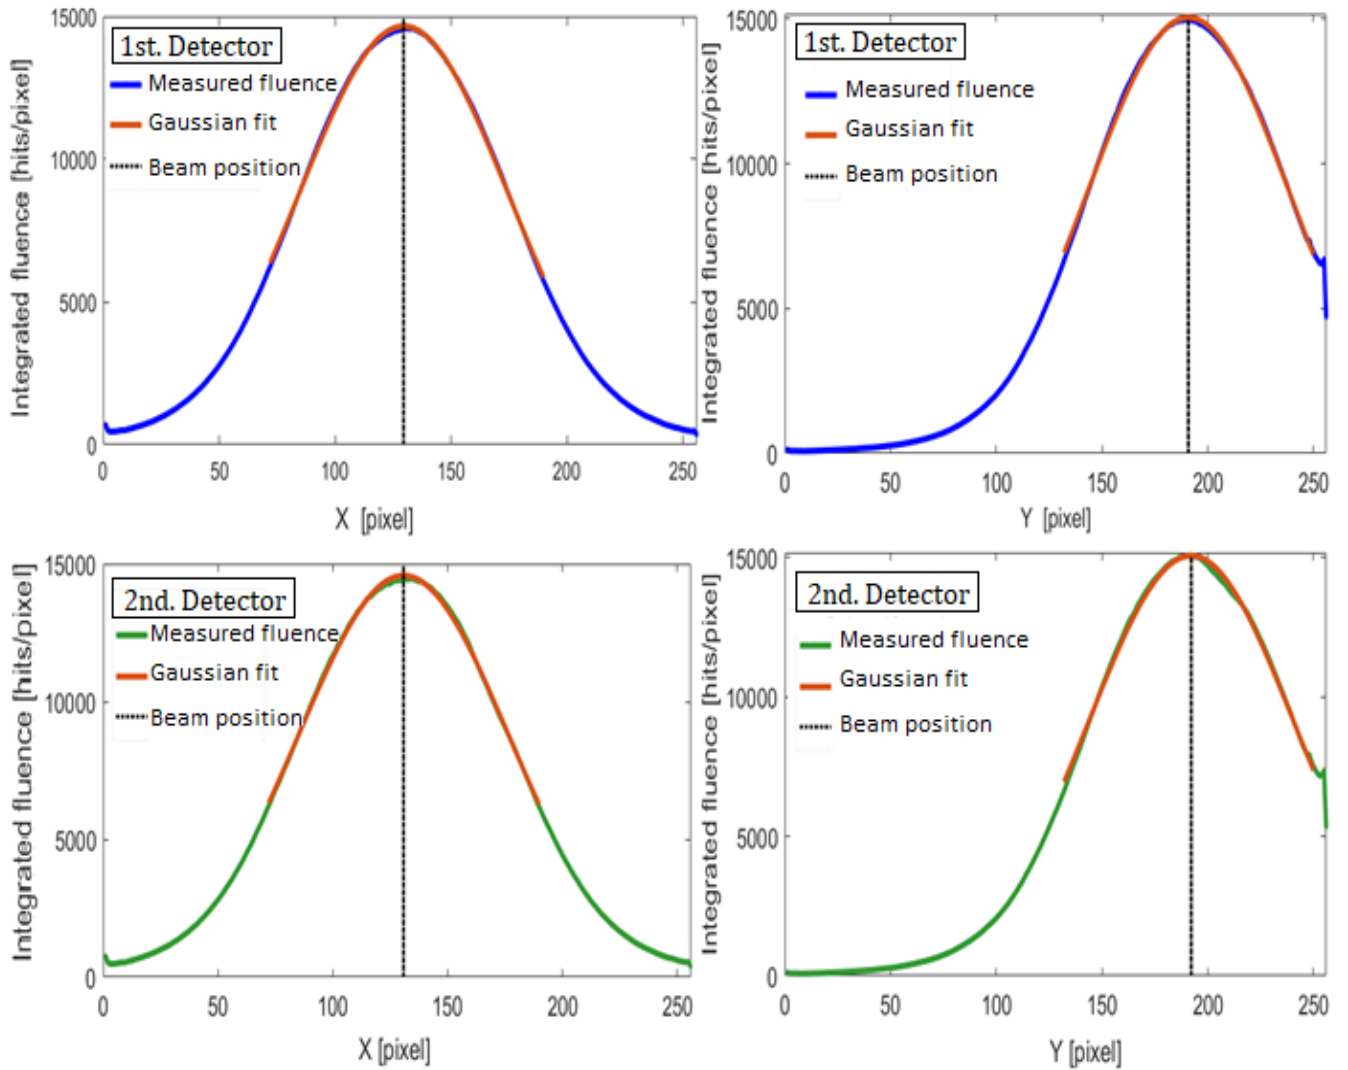 Integrated fluence [hits/pixel]
15000
10000
5000
0
1st. Detector
Measured fluence
Gaussian fit
Beam position
0 50 100 150 200 250
X [pixel]
Integrated fluence [hits/pixel]
15000
10000
5000
0
1st. Detector
Measured fluence
Gaussian fit
Beam position
0 50 100 150 200 250
Y [pixel]
Integrated fluence [hits/pixel]
15000
10000
5000
0
2nd. Detector
Measured fluence
Gaussian fit
Beam position
0 50 100 150 200 250
X [pixel]
Integrated fluence [hits/pixel]
15000
10000
5000
0
2nd. Detector
Measured fluence
Gaussian fit
Beam position
0 50 100 150 200 250
Y [pixel]